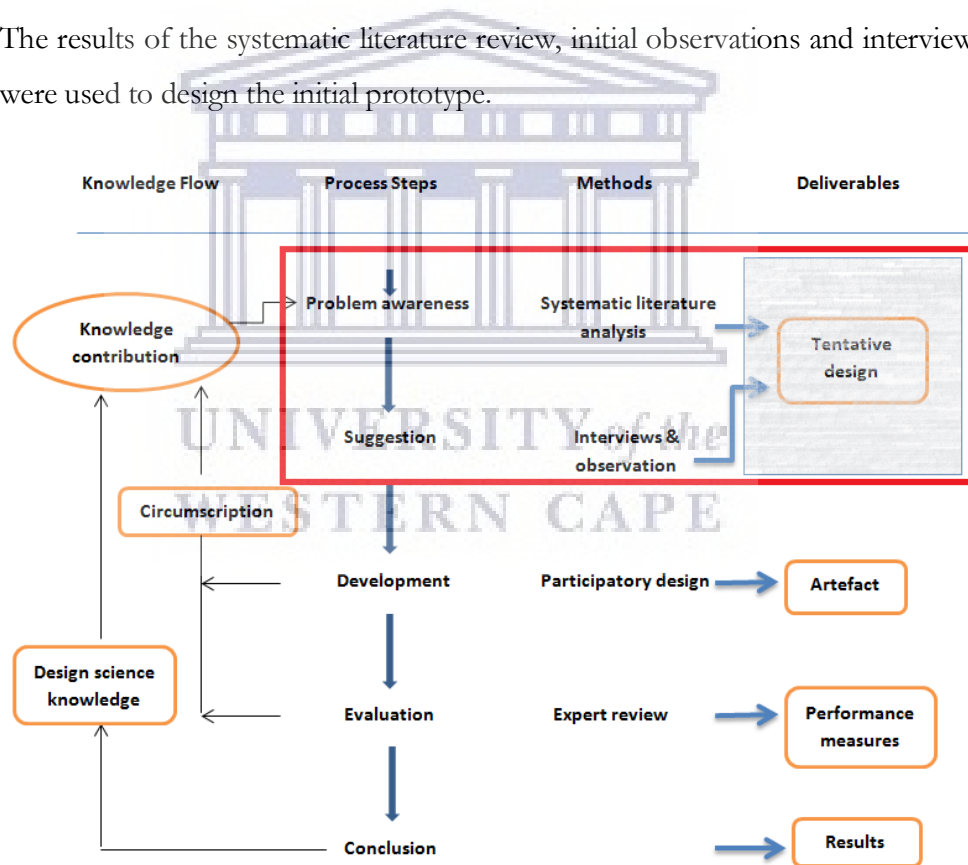 The results of the systematic literature review, initial observations and interview
were used to design the initial prototype.
Knowledge Flow Process Steps Methods Deliverables
Problem awareness
Systematic literature
analysis
Knowledge
contribution
Tentative
design
Suggestion
Interviews &
observation
UNIVERSITY of the
WESTERN CAPE
Circumscription
Development
Participatory design
Artefact
Design science
knowledge
Evaluation
Expert review
Performance
measures
Conclusion
Results